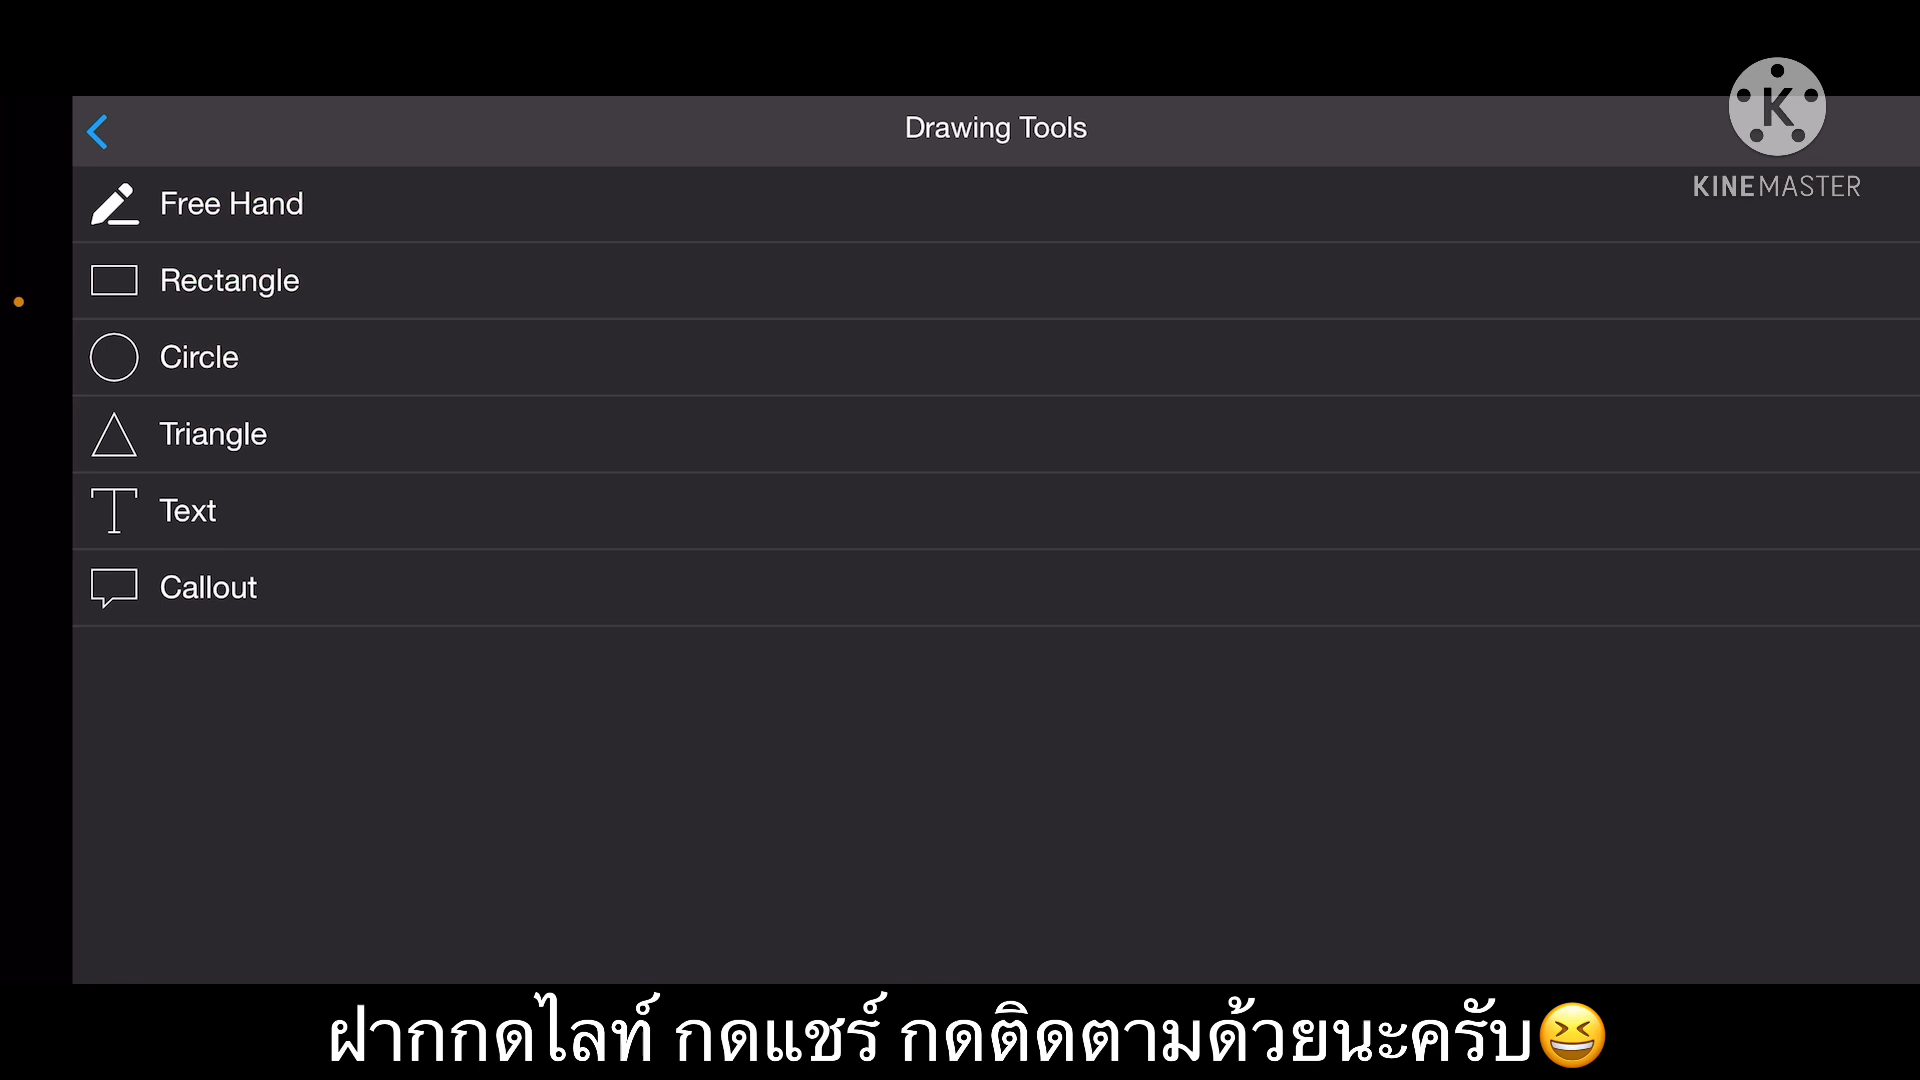 Drawing Tools
K
KINEMASTER
Free Hand
Rectangle
Circle
Triangle
Text
Callout
ฝากกดไลท์ กดแชร์ กดติดตามด้วยนะครับ😆